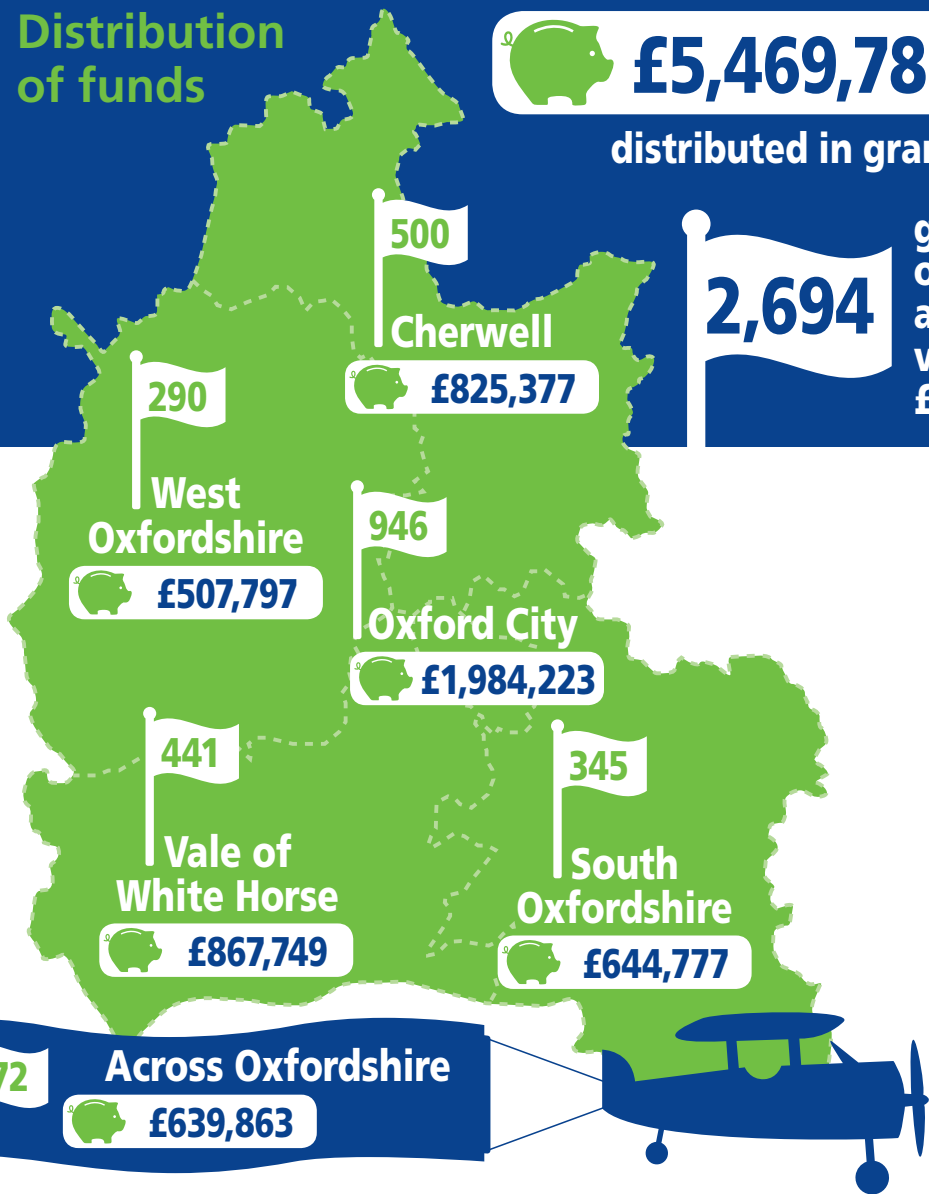 Distribution
of funds
£5,469,78
distributed in
2,694
500
Cherwell
£825,377
290
West
Oxfordshire
£507,797
946
Oxford City
£1,984,223
441
Vale of
White Horse
£867,749
345
South
Oxfordshire
£644,777
72
Across Oxfordshire
£639,863